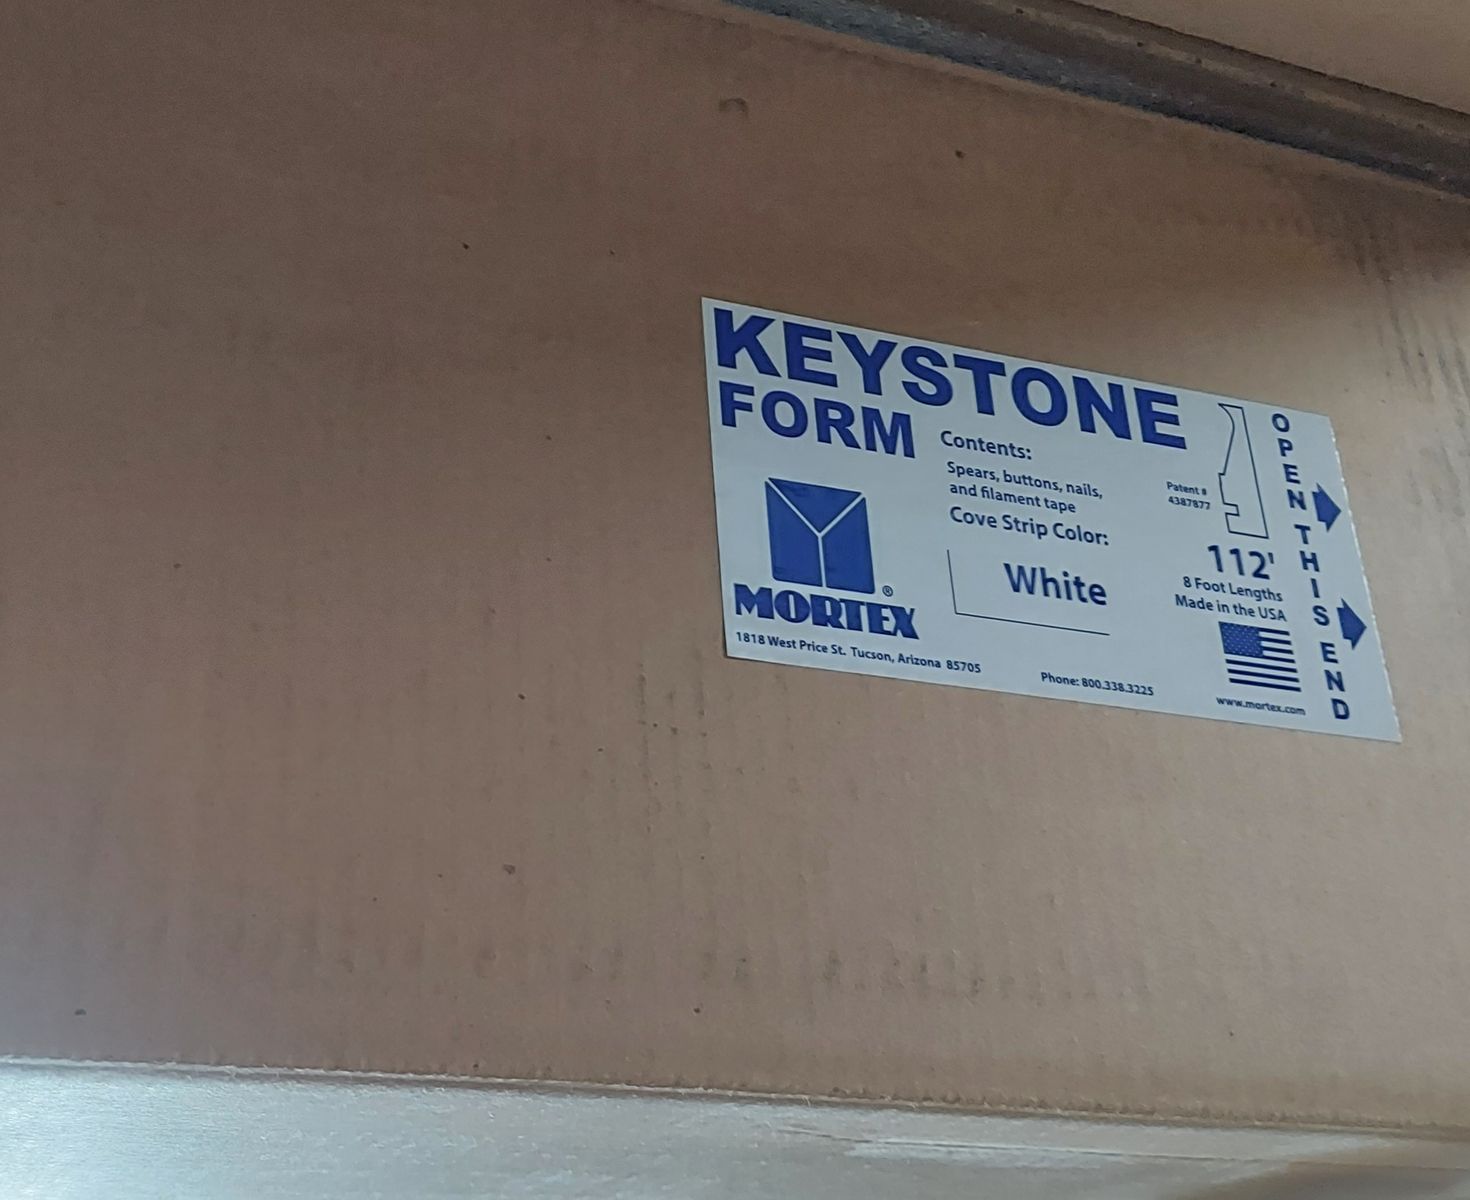 KEYSTONE
FORM
Contents:
Spears, buttons, nails,
and filament tape
Cove Strip Color:
White
Patent #
4387877
112'
8 Foot Lengths
Made in the USA
www.mortex.com
MORTEX®
1818 West Price St. Tucson, Arizona 85705
Phone: 800.338.3225
OPEN THIS END